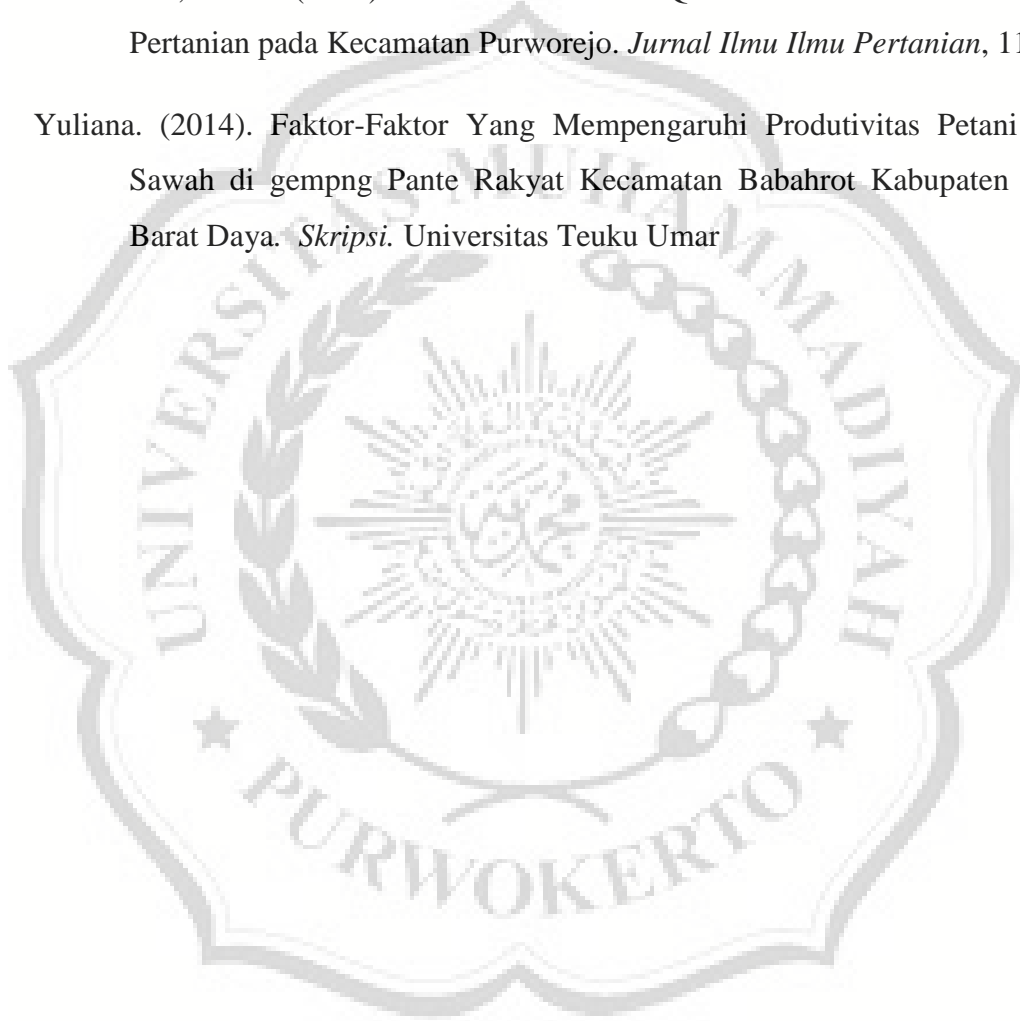 Pertanian pada Kecamatan Purworejo. Jurnal Ilmu Ilmu Pertanian, 11
Yuliana. (2014). Faktor-Faktor Yang Mempengaruhi Produtivitas Petani
Sawah di gempng Pante Rakyat Kecamatan Babahrot Kabupaten
Barat Daya. Skripsi. Universitas Teuku Umar
UNIVERSITAS MUHAMMADIYAH
PURWOKERTO